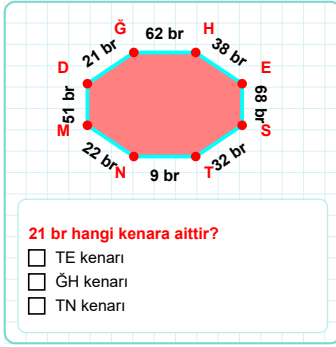 Ğ
62 br
H
21 br
38 br
D
E
51 br
68 br
M
S
22 br
32 br
N
9 br
T
21 br hangi kenara aittir?
TE kenarı
ĞH kenarı
TN kenarı